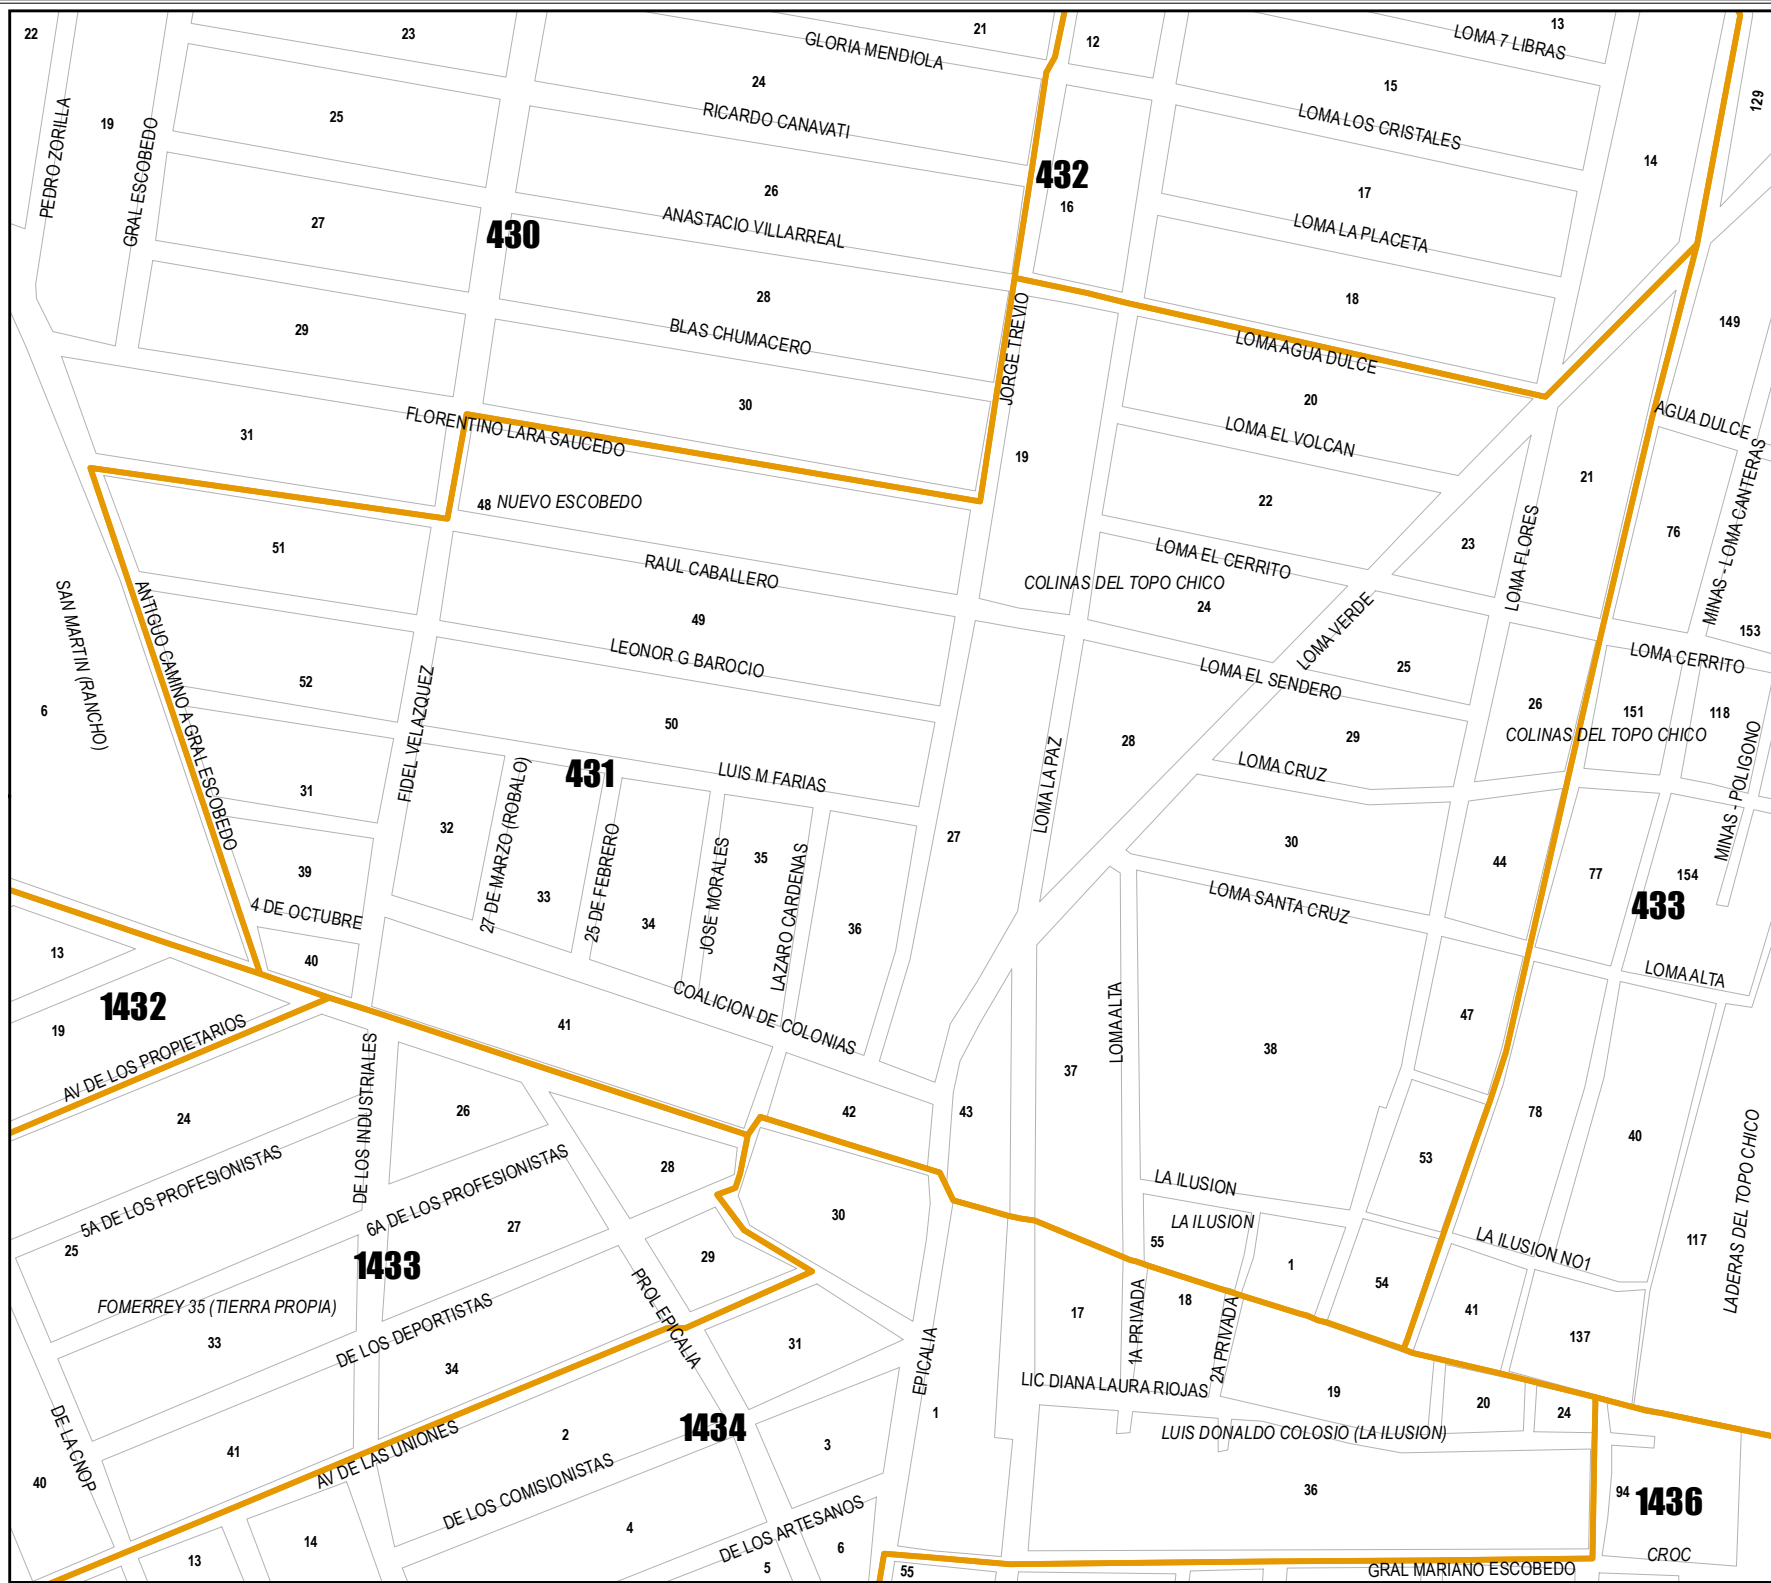 22
23
21
12
13
GLORIA MENDIOLA
LOMA 7 LIBRAS
24
15
129
19
25
RICARDO CANAVATI
LOMA LOS CRISTALES
PEDRO ZORILLA
GRAL ESCOBEDO
14
432
26
16
17
27
430
ANASTACIO VILLARREAL
LOMA LA PLACETA
28
18
29
BLAS CHUMACERO
JORGE TREVIO
LOMA AGUA DULCE
149
30
20
AGUA DULCE
31
FLORENTINO LARA SAUCEDO
LOMA EL VOLCAN
19
21
48
NUEVO ESCOBEDO
22
MINAS - LOMA CANTERAS
76
51
23
LOMA FLORES
RAUL CABALLERO
LOMA EL CERRITO
COLINAS DEL TOPO CHICO
24
SAN MARTIN (RANCHO)
ANTIGUO CAMINO A GRAL ESCOBEDO
49
LOMA VERDE
153
LEONOR G BAROCIO
LOMA CERRITO
25
LOMA EL SENDERO
52
6
FIDEL VELAZQUEZ
50
26
151
118
28
29
COLINAS DEL TOPO CHICO
LOMA LA PAZ
431
LUIS M FARIAS
LOMA CRUZ
MINAS - POLIGONO
31
32
27 DE MARZO (ROBALO)
27
30
35
44
39
77
154
25 DE FEBRERO
JOSE MORALES
LAZARO CARDENAS
33
34
36
LOMA SANTA CRUZ
433
4 DE OCTUBRE
13
40
LOMA ALTA
1432
COALICION DE COLONIAS
LOMA ALTA
47
19
41
AV DE LOS PROPIETARIOS
38
37
DE LOS INDUSTRIALES
24
26
42
43
78
40
5A DE LOS PROFESIONISTAS
28
53
LADERAS DEL TOPO CHICO
6A DE LOS PROFESIONISTAS
LA ILUSION
30
27
LA ILUSION
25
55
LA ILUSION NO1
117
1433
29
1
54
PROL EPICALIA
FOMERREY 35 (TIERRA PROPIA)
17
18
1A PRIVADA
2A PRIVADA
41
137
33
DE LOS DEPORTISTAS
31
34
EPICALIA
LIC DIANA LAURA RIOJAS
19
20
24
DE LA CNOP
1
1434
2
3
LUIS DONALDO COLOSIO (LA ILUSION)
41
AV DE LAS UNIONES
40
DE LOS COMISIONISTAS
36
94
1436
4
DE LOS ARTESANOS
14
13
6
5
55
CROC
GRAL MARIANO ESCOBEDO